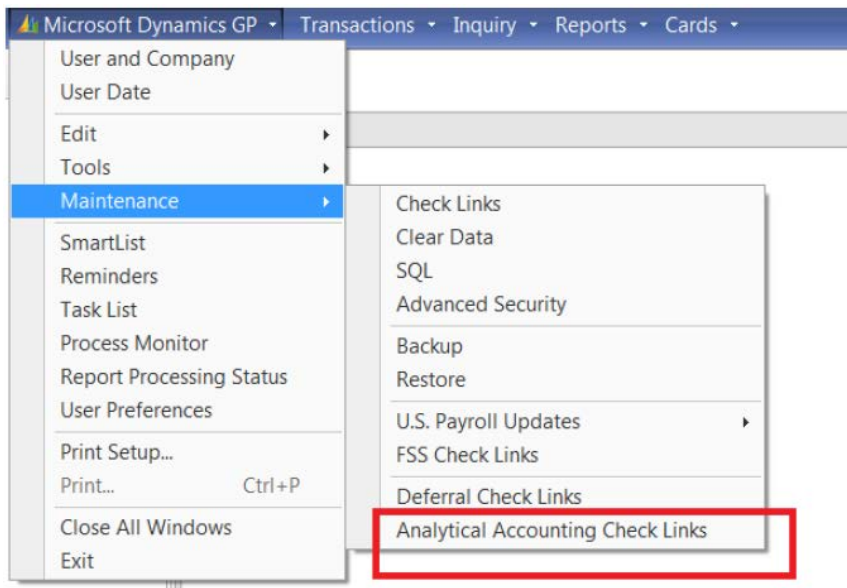 Microsoft Dynamics GP Transactions Inquiry Reports Cards
User and Company
User Date
Edit
Tools
Maintenance
SmartList
Reminders
Task List
Process Monitor
Report Processing Status
User Preferences
Print Setup...
Print... Ctrl+P
Close All Windows
Exit
Check Links
Clear Data
SQL
Advanced Security
Backup
Restore
U.S. Payroll Updates
FSS Check Links
Deferral Check Links
Analytical Accounting Check Links